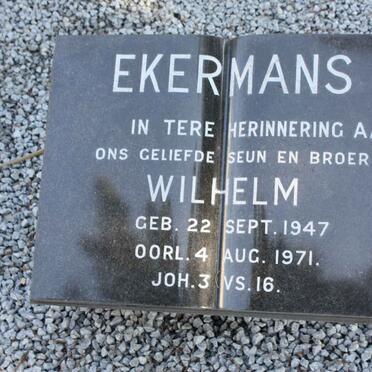 EKERMANS
IN TERE HERINNERING AA
ONS GELIEFDE SEUN EN BROER
WILHELM
GEB. 22 SEPT. 1947
OORL. 4 AUG. 1971.
JOH. 3 VS. 16.